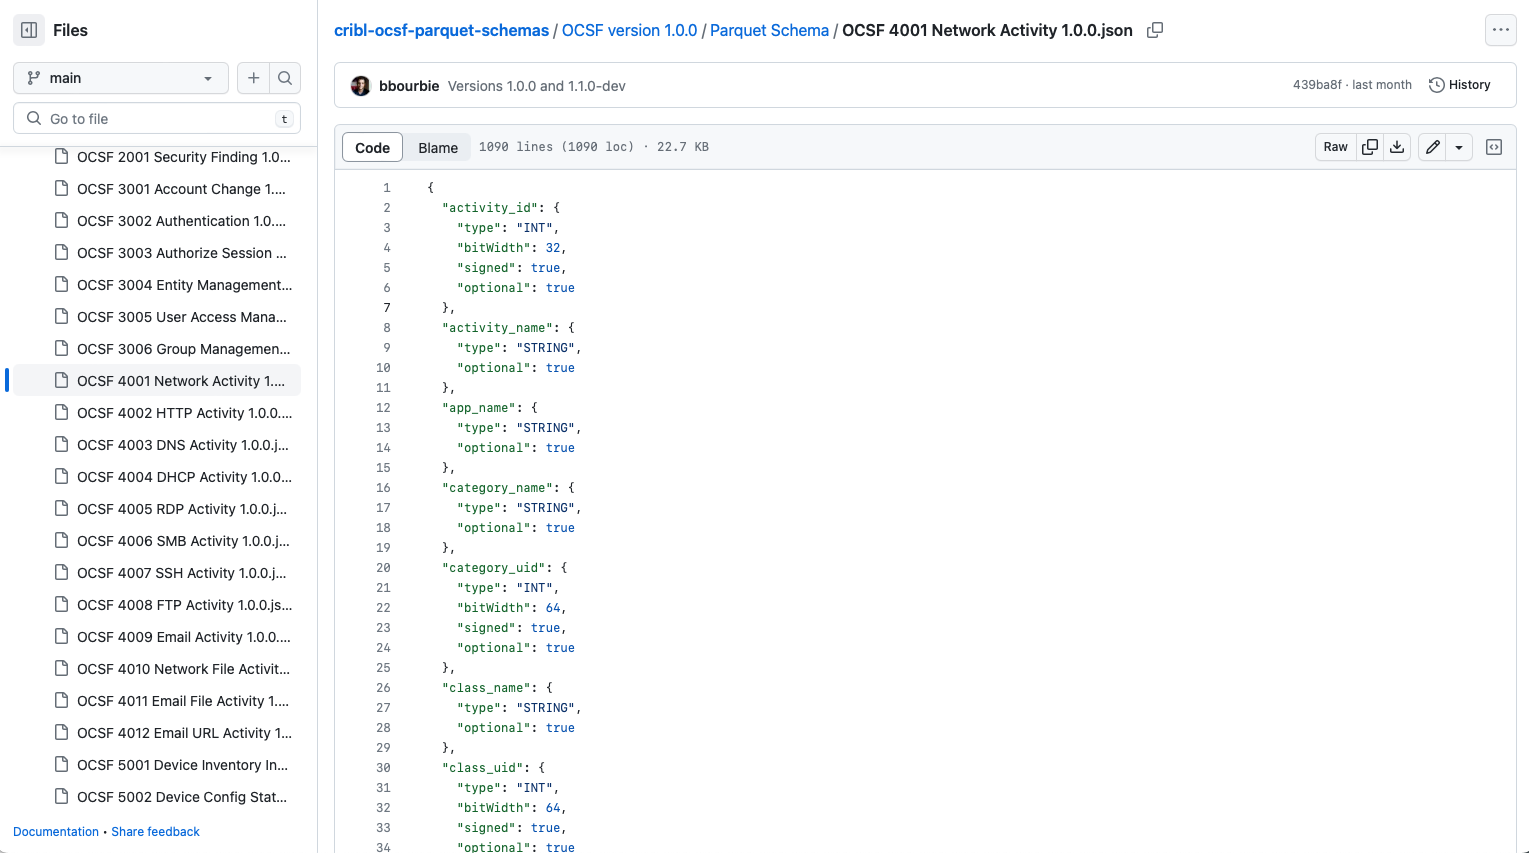 Files
main
Go to file
t
OCSF 2001 Security Finding 1.0...
OCSF 3001 Account Change 1....
OCSF 3002 Authentication 1.0....
OCSF 3003 Authorize Session ...
OCSF 3004 Entity Management...
OCSF 3005 User Access Mana...
OCSF 3006 Group Managemen...
OCSF 4001 Network Activity 1....
OCSF 4002 HTTP Activity 1.0.0....
OCSF 4003 DNS Activity 1.0.0.j...
OCSF 4004 DHCP Activity 1.0.0...
OCSF 4005 RDP Activity 1.0.0.j...
OCSF 4006 SMB Activity 1.0.0.j...
OCSF 4007 SSH Activity 1.0.0.j...
OCSF 4008 FTP Activity 1.0.0.js...
OCSF 4009 Email Activity 1.0.0....
OCSF 4010 Network File Activit...
OCSF 4011 Email File Activity 1....
OCSF 4012 Email URL Activity 1...
OCSF 5001 Device Inventory In...
OCSF 5002 Device Config Stat...
Documentation • Share feedback
cribl-ocsf-parquet-schemas / OCSF version 1.0.0 / Parquet Schema / OCSF 4001 Network Activity 1.0.0.json
bbourbie Versions 1.0.0 and 1.1.0-dev 439ba8f · last month History
Code Blame 1090 lines (1090 loc) · 22.7 KB Raw
1 {
2 "activity_id": {
3 "type": "INT",
4 "bitWidth": 32,
5 "signed": true,
6 "optional": true
7 },
8 "activity_name": {
9 "type": "STRING",
10 "optional": true
11 },
12 "app_name": {
13 "type": "STRING",
14 "optional": true
15 },
16 "category_name": {
17 "type": "STRING",
18 "optional": true
19 },
20 "category_uid": {
21 "type": "INT",
22 "bitWidth": 64,
23 "signed": true,
24 "optional": true
25 },
26 "class_name": {
27 "type": "STRING",
28 "optional": true
29 },
30 "class_uid": {
31 "type": "INT",
32 "bitWidth": 64,
33 "signed": true,
34 "optional": true